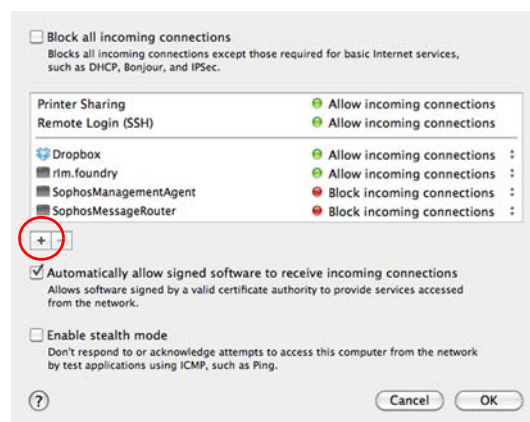 Block all incoming connections
Blocks all incoming connections except those required for basic Internet services,
such as DHCP, Bonjour, and IPSec.
Printer Sharing Allow incoming connections
Remote Login (SSH) Allow incoming connections
Dropbox Allow incoming connections
rlm.foundry Allow incoming connections
SophosManagementAgent Block incoming connections
SophosMessageRouter Block incoming connections
+ −
Automatically allow signed software to receive incoming connections
Allows software signed by a valid certificate authority to provide services accessed
from the network.
Enable stealth mode
Don't respond to or acknowledge attempts to access this computer from the network
by test applications using ICMP, such as Ping.
? Cancel OK